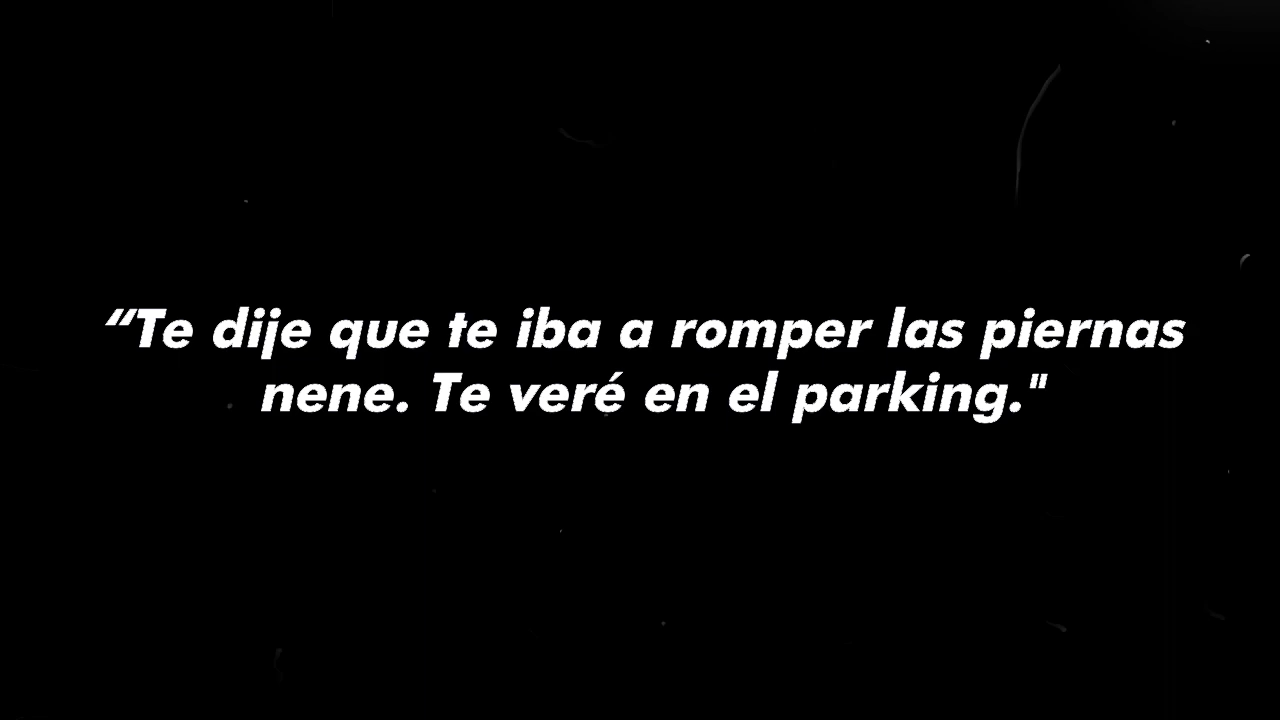 “Te dije que te iba a romper las piernas
nene. Te veré en el parking."